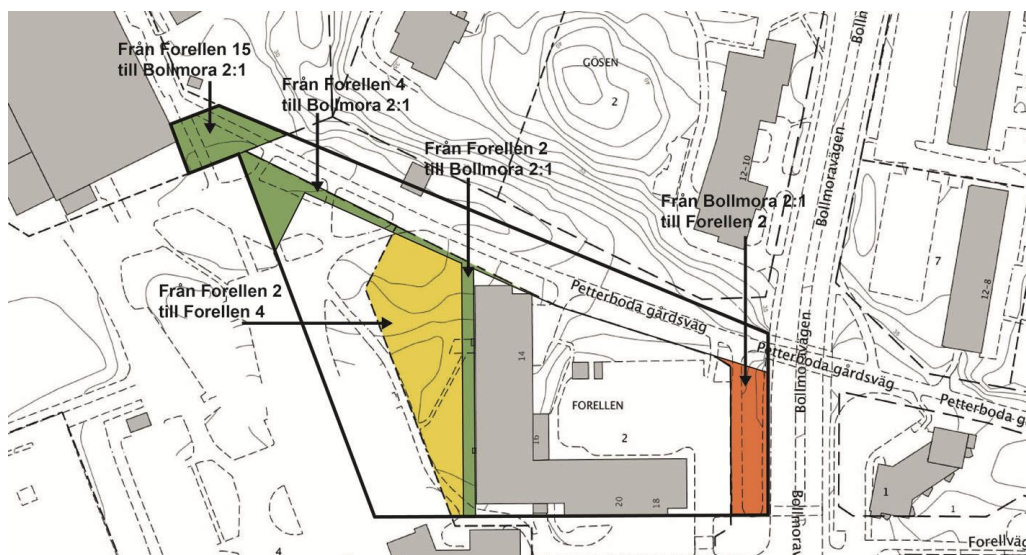 Från Forellen 15
till Bollmora 2:1
Från Forellen 4
till Bollmora 2:1
Från Forellen 2
till Bollmora 2:1
Från Bollmora 2:1
till Forellen 2
Från Forellen 2
till Forellen 4
GÖSEN
2
12-10
Bollmoravägen
7
12-8
Petterboda gårdsväg
Petterboda gårdsväg
Petterboda g
Bollmoravägen
14
FORELLEN
2
16
20
18
1
1
4
Bollmora
Forellväg